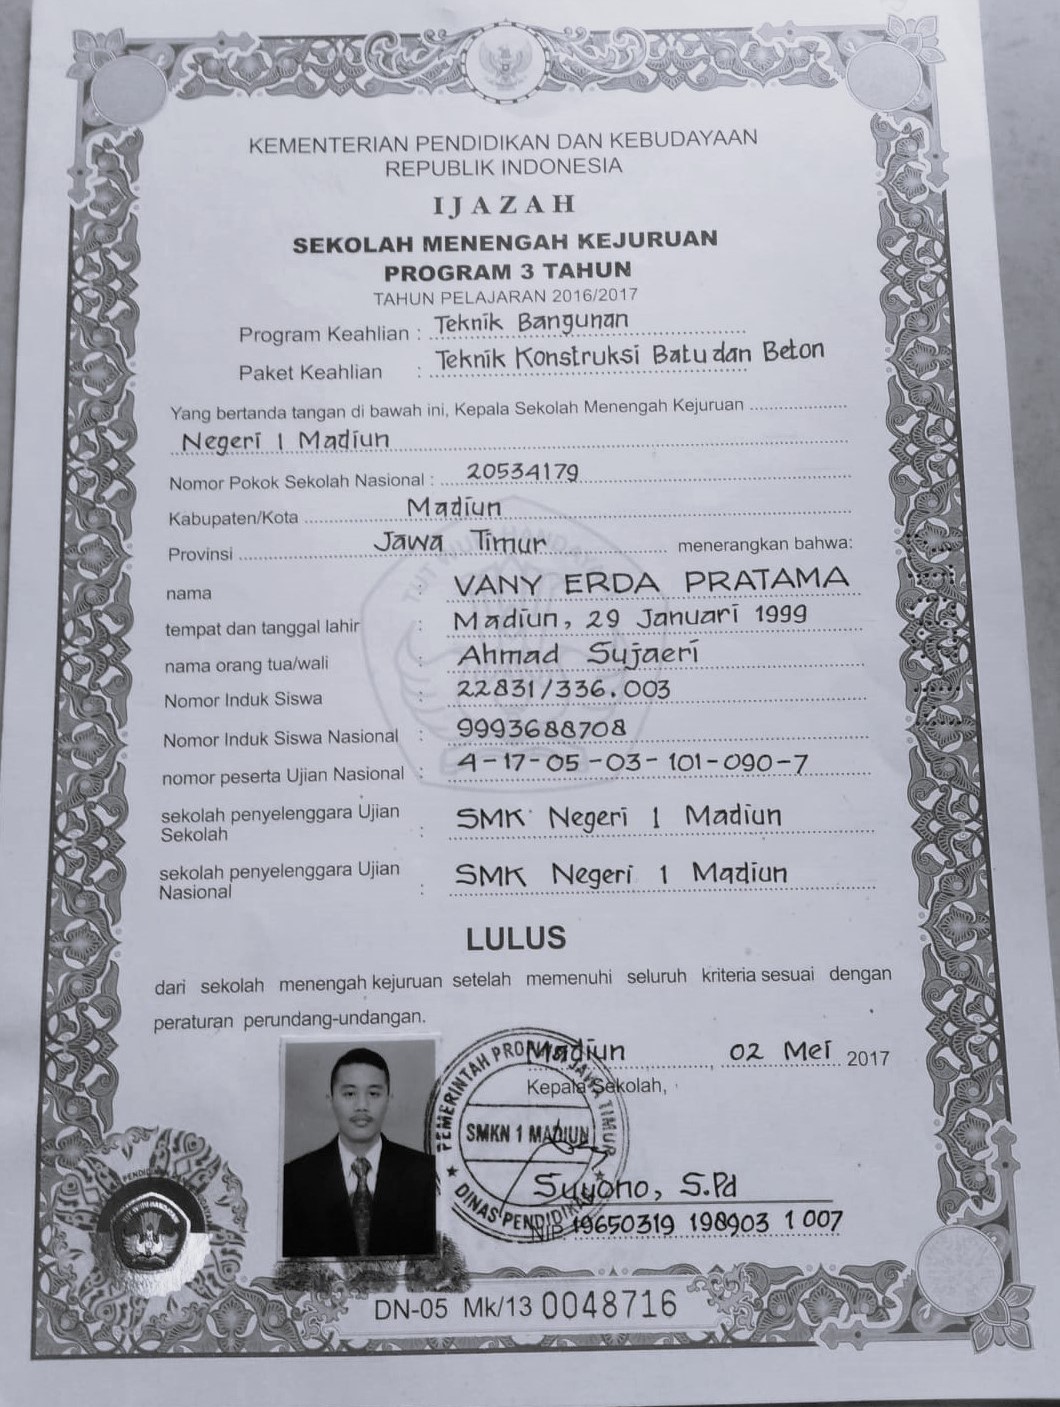 KEMENTERIAN PENDIDIKAN DAN KEBUDAYAAN
REPUBLIK INDONESIA
IJAZAH
SEKOLAH MENENGAH KEJURUAN
PROGRAM 3 TAHUN
TAHUN PELAJARAN 2016/2017
Program Keahlian : Teknik Bangunan
Paket Keahlian : Teknik Konstruksi Batu dan Beton
Yang bertanda tangan di bawah ini, Kepala Sekolah Menengah Kejuruan
Negeri 1 Madiun
Nomor Pokok Sekolah Nasional : 20534179
Kabupaten/Kota Madiun
Provinsi Jawa Timur menerangkan bahwa:
nama : VANY ERDA PRATAMA
tempat dan tanggal lahir : Madiun, 29 Januari 1999
nama orang tua/wali : Ahmad Sujaeri
Nomor Induk Siswa : 22831/336.003
Nomor Induk Siswa Nasional : 9993688708
nomor peserta Ujian Nasional : 4-17-05-03-101-090-7
sekolah penyelenggara Ujian
Sekolah : SMK Negeri 1 Madiun
sekolah penyelenggara Ujian
Nasional : SMK Negeri 1 Madiun
LULUS
dari sekolah menengah kejuruan setelah memenuhi seluruh kriteria sesuai dengan
peraturan perundang-undangan.
Madiun, 02 Mei 2017
Kepala Sekolah,
PEMERINTAH PROVINSI JAWA TIMUR
SMKN 1 MADIUN
DINAS PENDIDIKAN
Suyono, S.Pd
NIP. 19650319 198903 1 007
DN-05 Mk/13 0048716